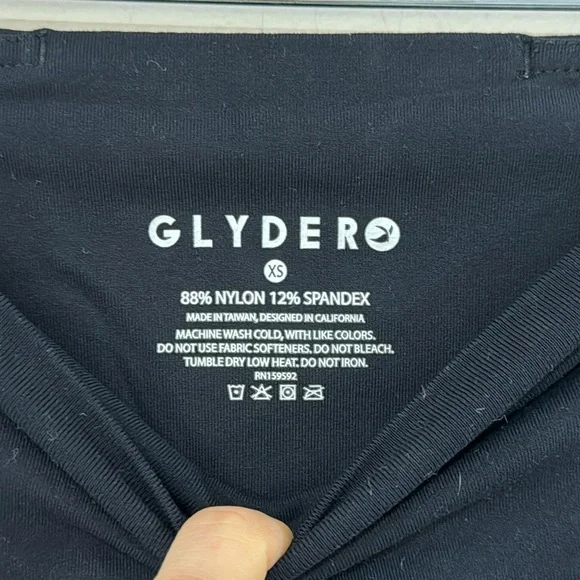 GLYDER
XS
88% NYLON 12% SPANDEX
MADE IN TAIWAN, DESIGNED IN CALIFORNIA
MACHINE WASH COLD, WITH LIKE COLORS.
DO NOT USE FABRIC SOFTENERS. DO NOT BLEACH.
TUMBLE DRY LOW HEAT. DO NOT IRON.
RN159592